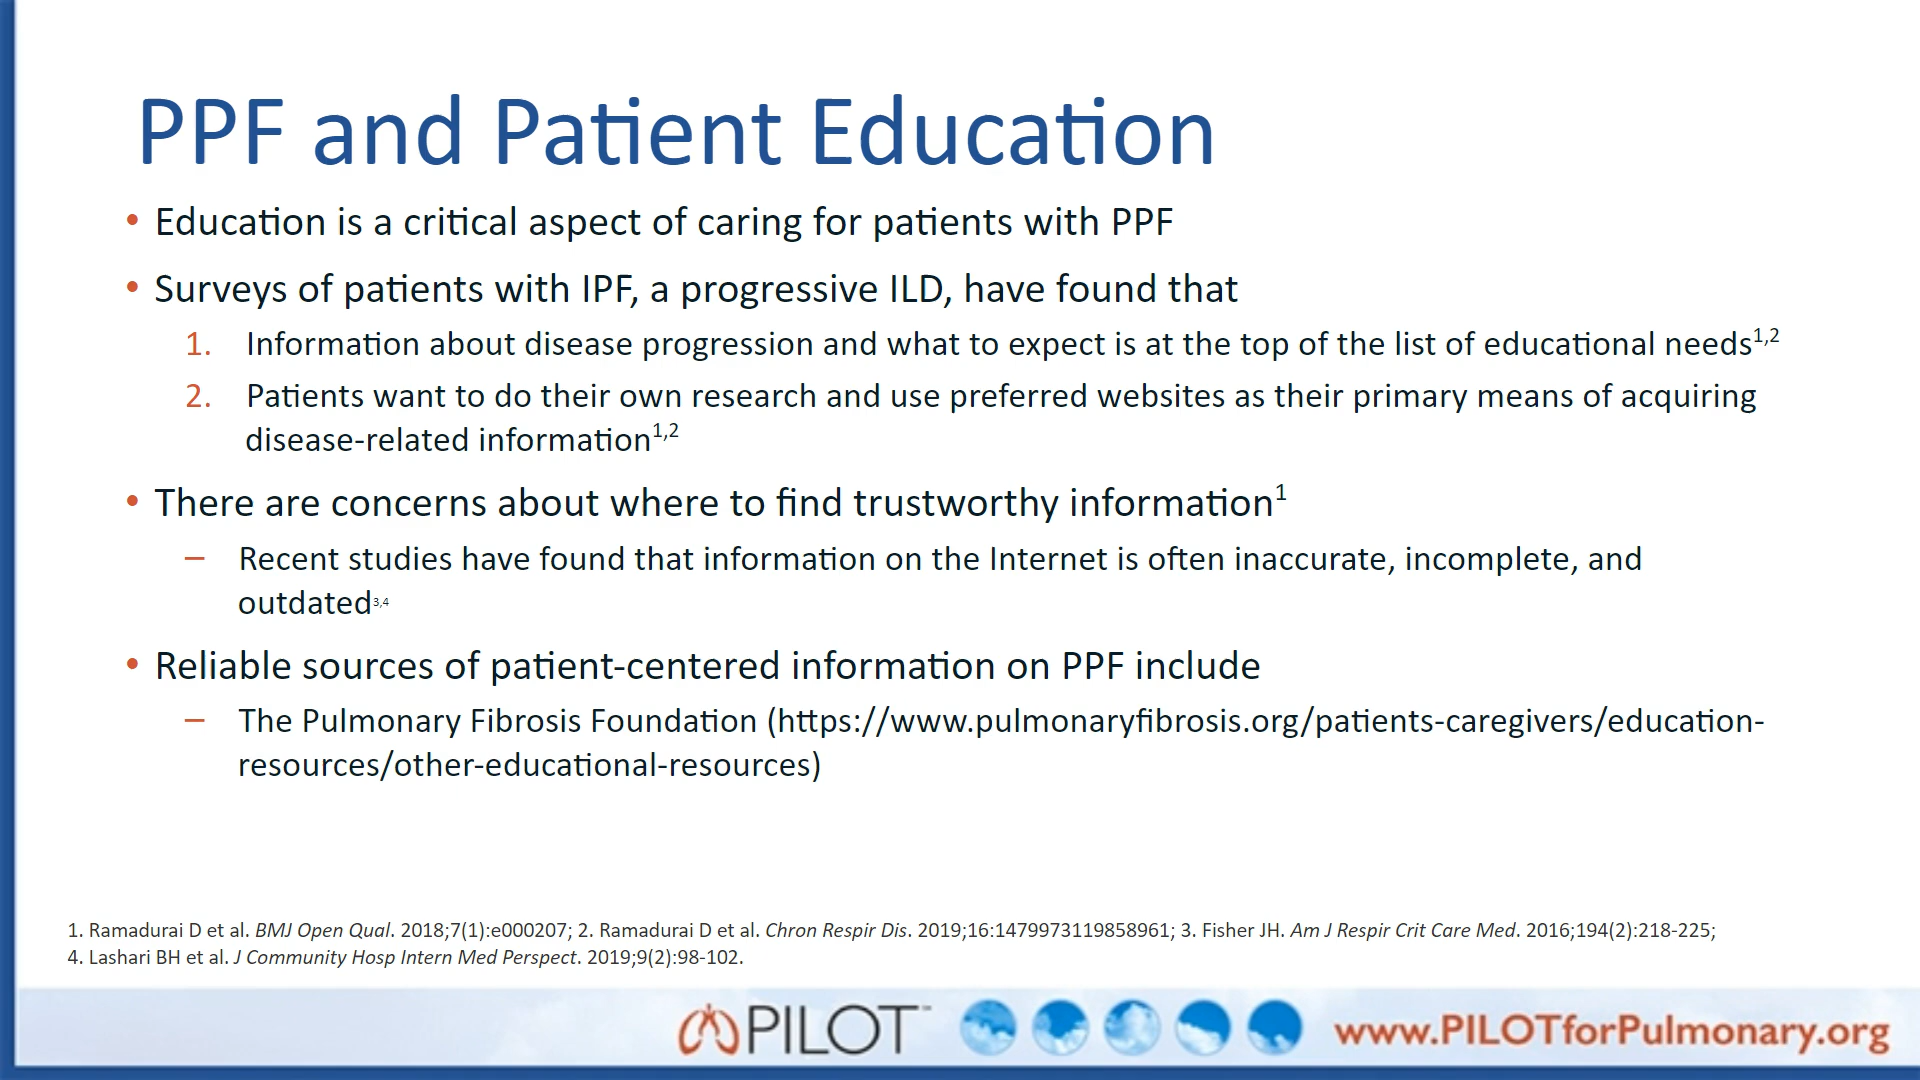 PPF and Patient Education
• Education is a critical aspect of caring for patients with PPF
• Surveys of patients with IPF, a progressive ILD, have found that
1. Information about disease progression and what to expect is at the top of the list of educational needs1,2
2. Patients want to do their own research and use preferred websites as their primary means of acquiring
disease-related information1,2
• There are concerns about where to find trustworthy information1
– Recent studies have found that information on the Internet is often inaccurate, incomplete, and
outdated3,4
• Reliable sources of patient-centered information on PPF include
– The Pulmonary Fibrosis Foundation (https://www.pulmonaryfibrosis.org/patients-caregivers/education-
resources/other-educational-resources)
1. Ramadurai D et al. BMJ Open Qual. 2018;7(1):e000207; 2. Ramadurai D et al. Chron Respir Dis. 2019;16:1479973119858961; 3. Fisher JH. Am J Respir Crit Care Med. 2016;194(2):218-225;
4. Lashari BH et al. J Community Hosp Intern Med Perspect. 2019;9(2):98-102.
PILOT™ www.PILOTforPulmonary.org